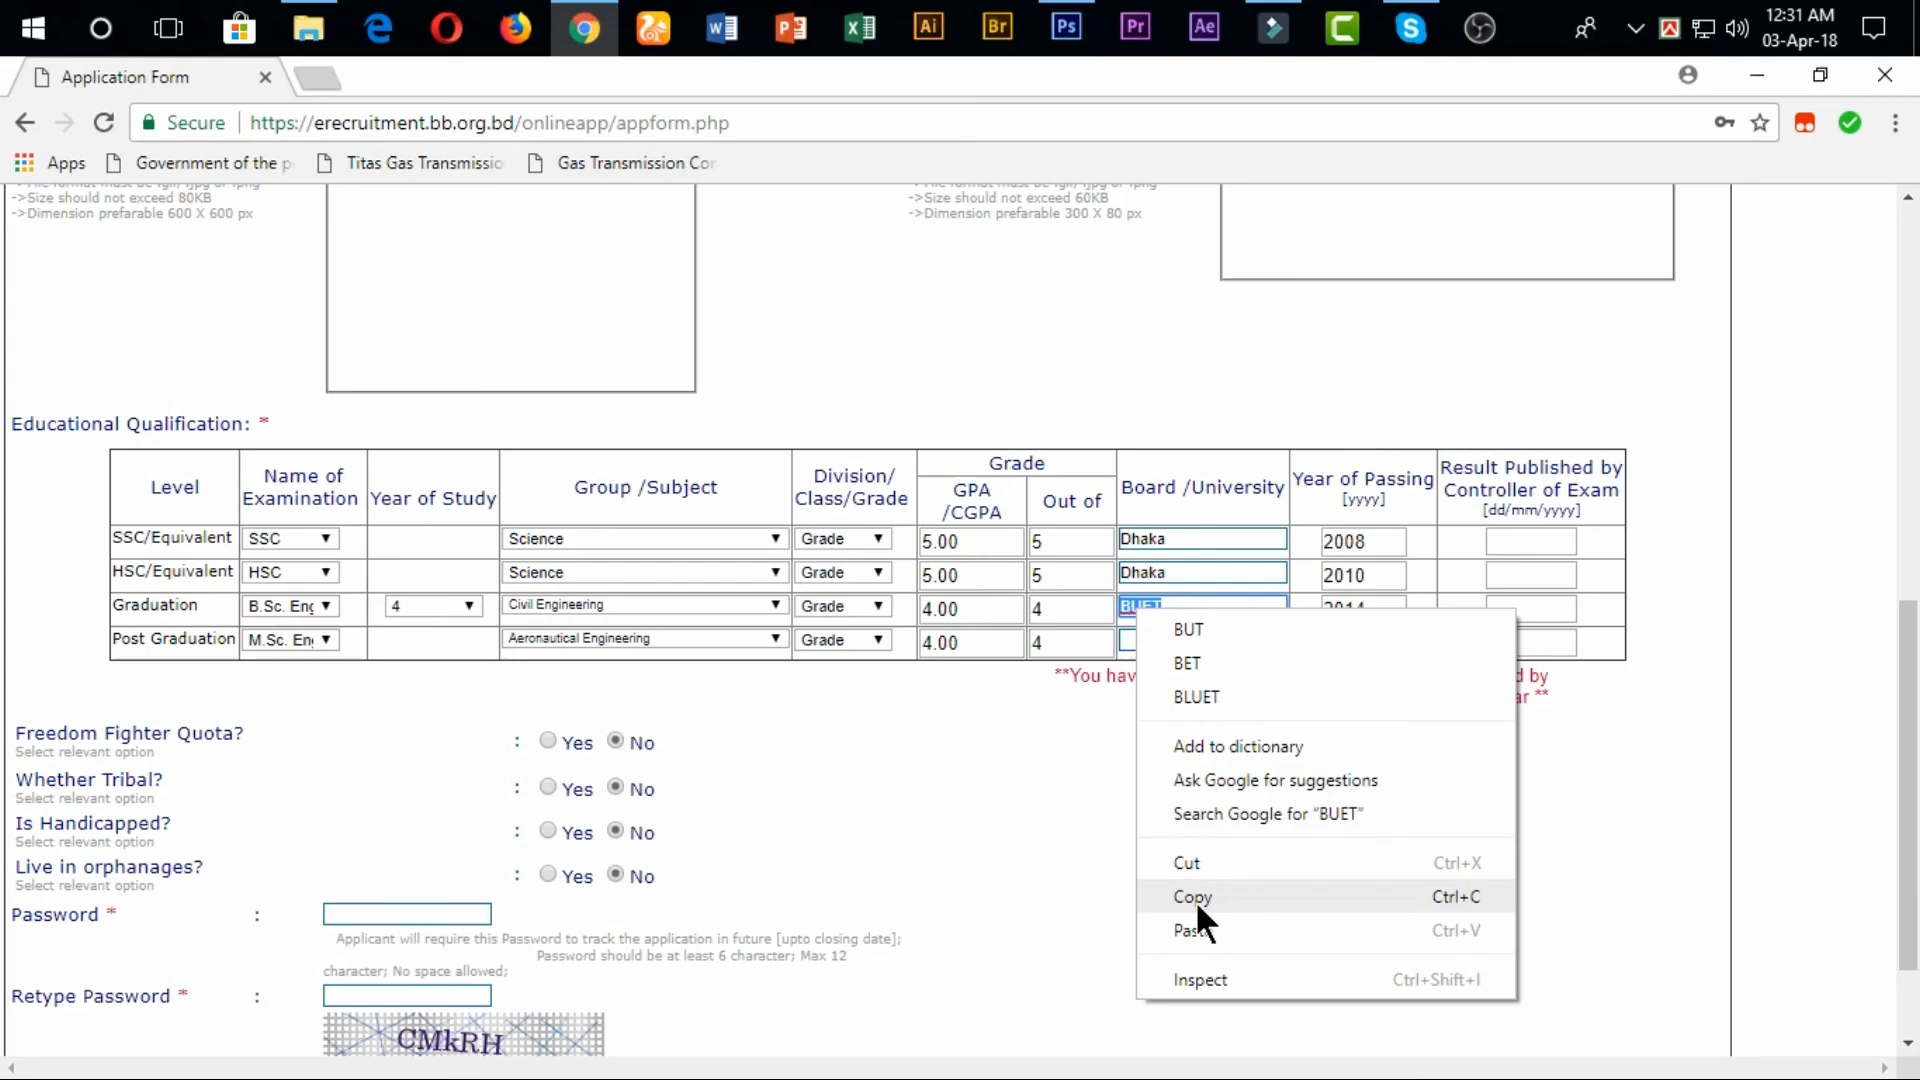 Ai
Br
Ps
Pr
Ae
12:31 AM
03-Apr-18
Application Form
Secure
https://erecruitment.bb.org.bd/onlineapp/appform.php
Apps
Government of the p
Titas Gas Transmissio
Gas Transmission Co
->Size should not exceed 80KB
->Size should not exceed 60KB
->Dimension prefarable 600 X 600 px
->Dimension prefarable 300 X 80 px
Educational Qualification: *
Level
Name of Examination
Year of Study
Group /Subject
Division/ Class/Grade
Grade
GPA /CGPA
Out of
Board /University
Year of Passing [yyyy]
Result Published by Controller of Exam [dd/mm/yyyy]
SSC/Equivalent SSC Science Grade 5.00 5 Dhaka 2008
HSC/Equivalent HSC Science Grade 5.00 5 Dhaka 2010
Graduation B.Sc. Eng 4 Civil Engineering Grade 4.00 4 BUET 2014
Post Graduation M.Sc. Eng Aeronautical Engineering Grade 4.00 4
**You hav
d by
ar **
BUT
BET
BLUET
Add to dictionary
Ask Google for suggestions
Search Google for “BUET”
Cut Ctrl+X
Copy Ctrl+C
Paste Ctrl+V
Inspect Ctrl+Shift+I
Freedom Fighter Quota? : Yes No
Select relevant option
Whether Tribal? : Yes No
Select relevant option
Is Handicapped? : Yes No
Select relevant option
Live in orphanages? : Yes No
Select relevant option
Password * :
Applicant will require this Password to track the application in future [upto closing date];
Password should be at least 6 character; Max 12
character; No space allowed;
Retype Password * :
CMkRH